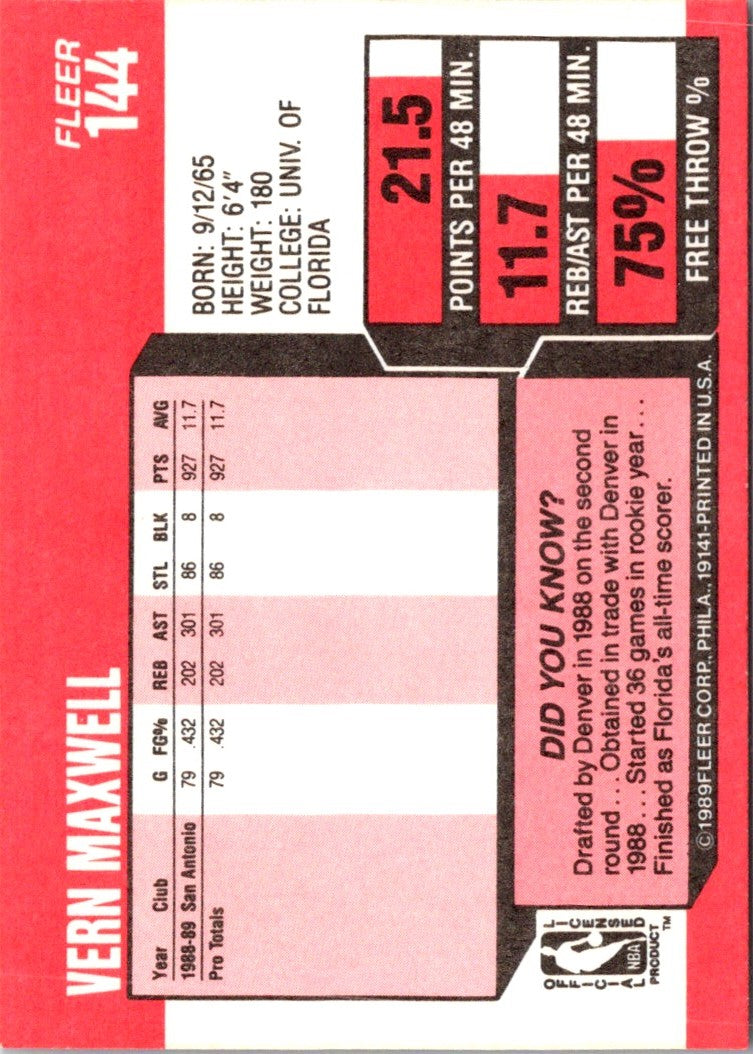 VERN MAXWELL
FLEER
144
Year Club G FG% REB AST STL BLK PTS AVG
1988-89 San Antonio 79 .432 202 301 86 8 927 11.7
Pro Totals 79 .432 202 301 86 8 927 11.7
BORN: 9/12/65
HEIGHT: 6'4"
WEIGHT: 180
COLLEGE: UNIV. OF
FLORIDA
21.5
POINTS PER 48 MIN.
11.7
REB/AST PER 48 MIN.
75%
FREE THROW %
DID YOU KNOW?
Drafted by Denver in 1988 on the second
round... Obtained in trade with Denver in
1988... Started 36 games in rookie year...
Finished as Florida's all-time scorer.
OFFICIAL LICENSED
NBA
PRODUCT™
©1989FLEER CORP., PHILA., 19141-PRINTED IN U.S.A.